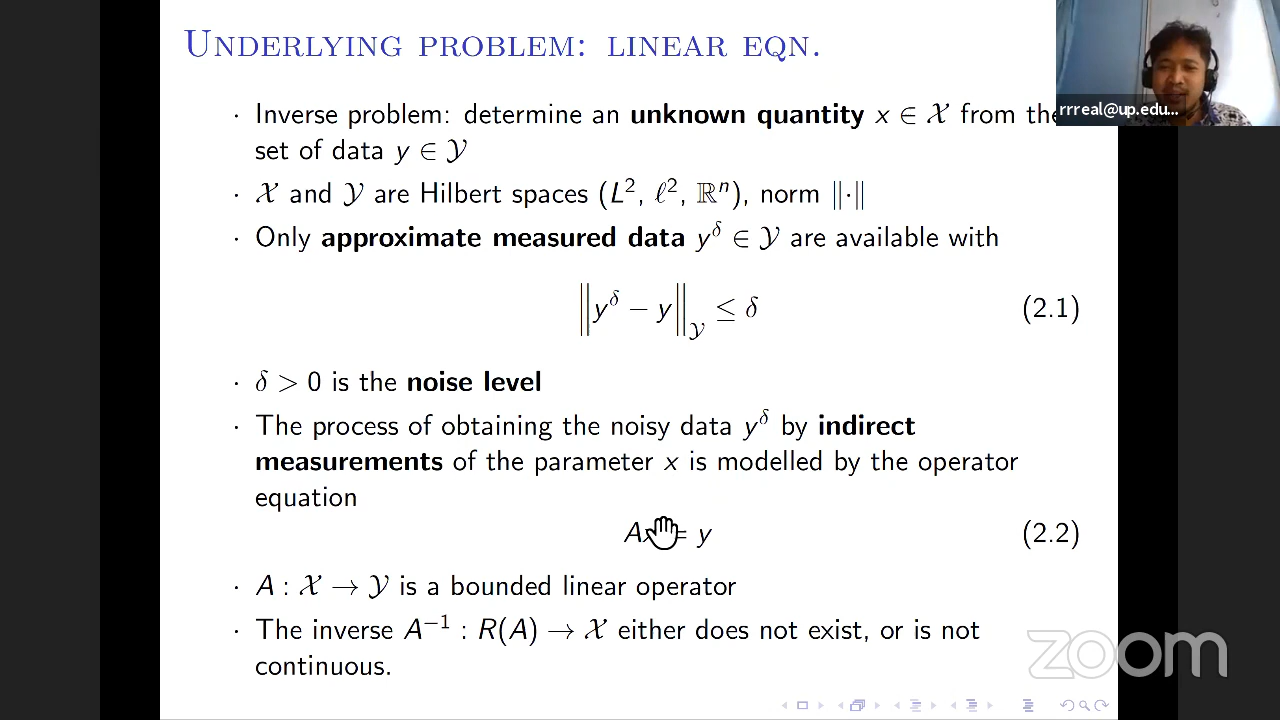 UNDERLYING PROBLEM: LINEAR EQN.
rrreal@up.edu...
· Inverse problem: determine an unknown quantity x ∈ 𝒳 from the
set of data y ∈ 𝒴
· 𝒳 and 𝒴 are Hilbert spaces (L², ℓ², ℝⁿ), norm ‖·‖
· Only approximate measured data y^δ ∈ 𝒴 are available with
‖y^δ − y‖_𝒴 ≤ δ (2.1)
· δ > 0 is the noise level
· The process of obtaining the noisy data y^δ by indirect
measurements of the parameter x is modelled by the operator
equation
Ax = y (2.2)
· A : 𝒳 → 𝒴 is a bounded linear operator
· The inverse A⁻¹ : R(A) → 𝒳 either does not exist, or is not
continuous.
zoom